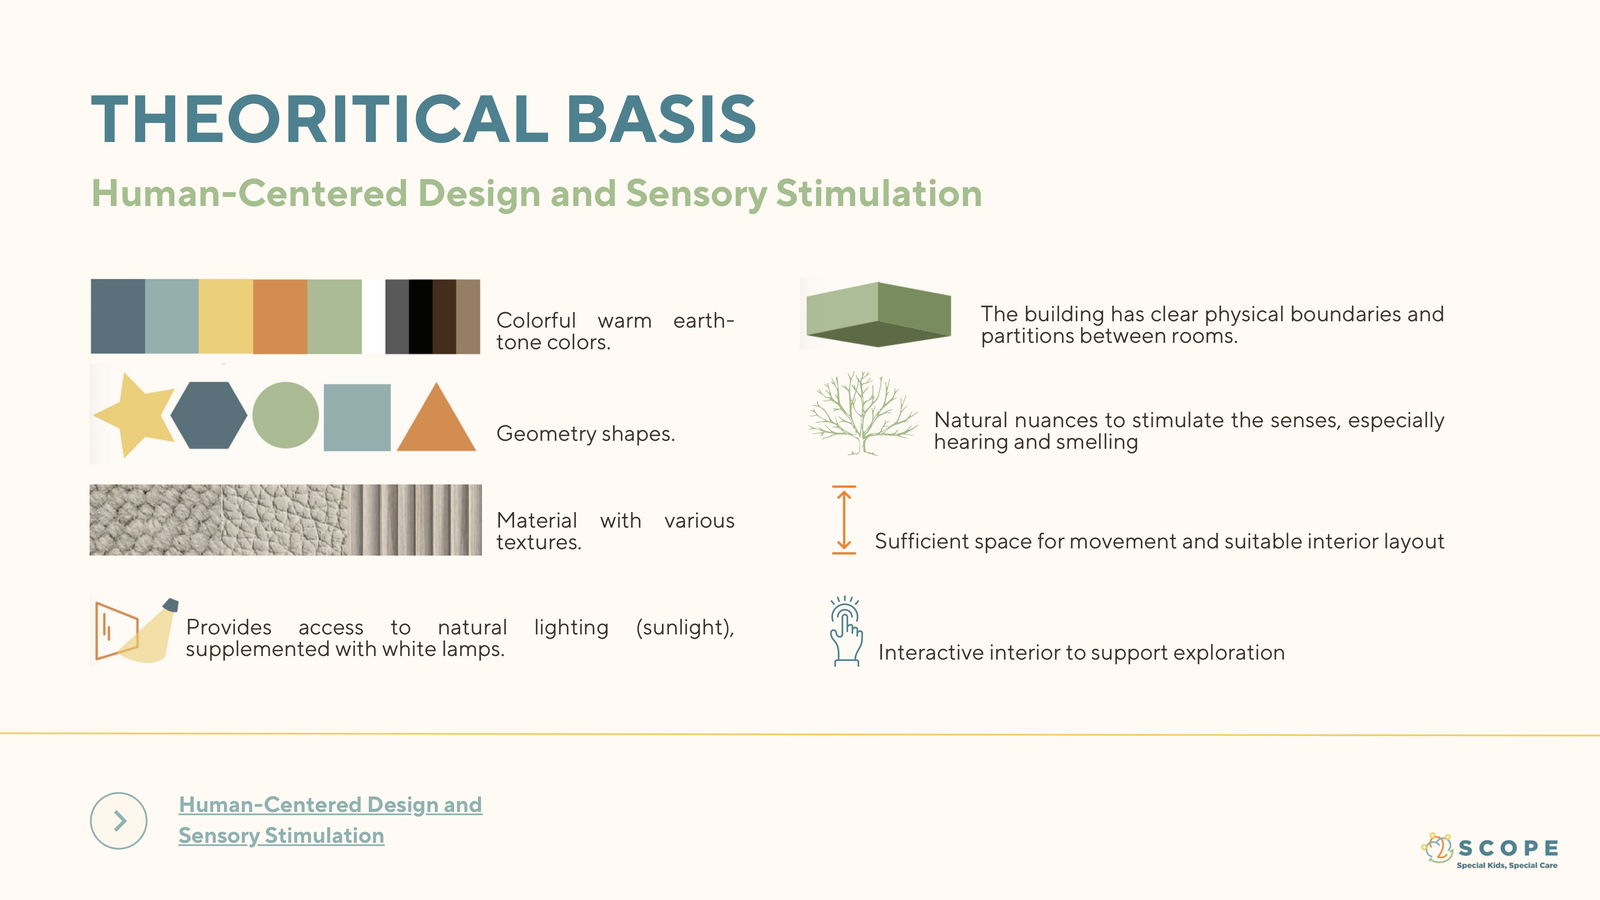 THEORITICAL BASIS
Human-Centered Design and Sensory Stimulation
Colorful warm earth-
tone colors.
Geometry shapes.
Material with various
textures.
Provides access to natural lighting (sunlight),
supplemented with white lamps.
The building has clear physical boundaries and
partitions between rooms.
Natural nuances to stimulate the senses, especially
hearing and smelling
Sufficient space for movement and suitable interior layout
Interactive interior to support exploration
Human-Centered Design and
Sensory Stimulation
SCOPE
Special Kids, Special Care